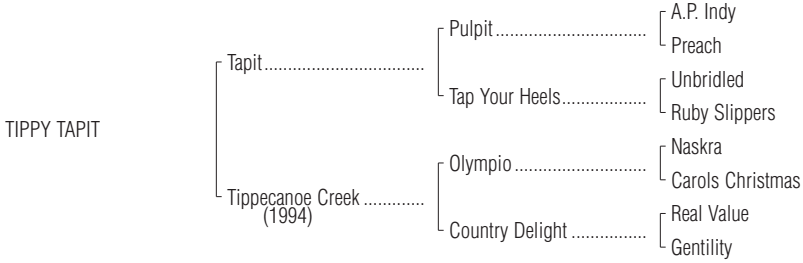 A.P. Indy
Pulpit..............................
Preach
Tapit................................
Unbridled
Tap Your Heels.................
Ruby Slippers
TIPPY TAPIT
Naskra
Olympio..........................
Carols Christmas
Tippecanoe Creek ............
(1994)
Real Value
Country Delight ...............
Gentility